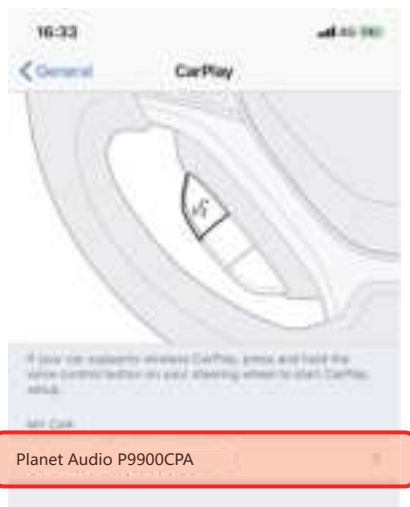 16:33
4G
General
CarPlay
If your car supports wireless CarPlay, press and hold the
voice control button on your steering wheel to start CarPlay
setup.
MY CAR
Planet Audio P9900CPA